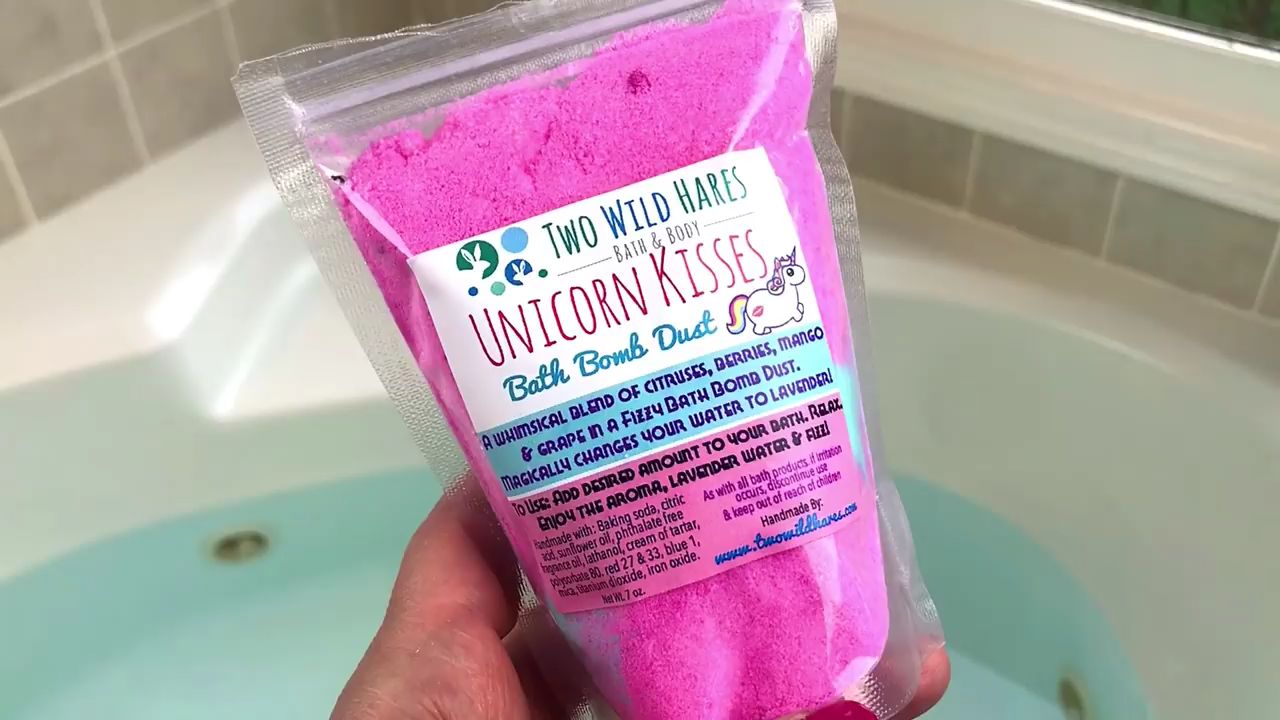 TWO WILD HARES
BATH & BODY
UNICORN KISSES
Bath Bomb Dust
A WHIMSICAL BLEND OF CITRUSES, BERRIES, MANGO
& GRAPE IN A FIZZY BATH BOMB DUST.
MAGICALLY CHANGES YOUR WATER TO LAVENDER!
TO USE: ADD DESIRED AMOUNT TO YOUR BATH. RELAX.
ENJOY THE AROMA, LAVENDER WATER & FIZZ!
Handmade with: Baking soda, citric
acid, sunflower oil, phthalate free
fragrance oil, lathanol, cream of tartar,
polysorbate 80, red 27 & 33, blue 1,
mica, titanium dioxide, iron oxide.
Net Wt. 7 oz.
As with all bath products, if irritation
occurs, discontinue use
& keep out of reach of children
Handmade By:
www.twowildhares.com